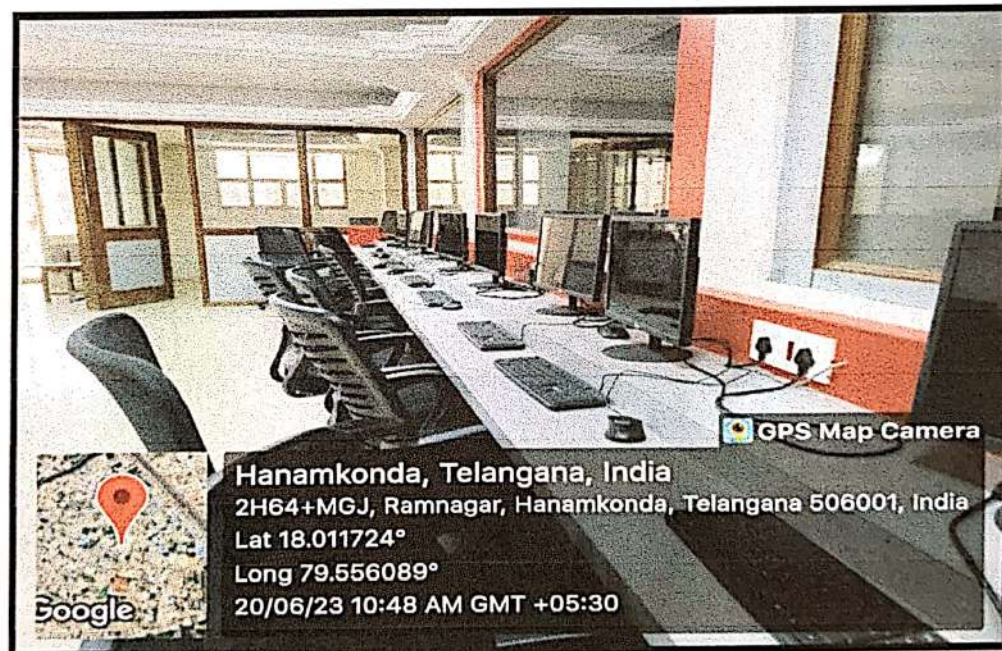 GPS Map Camera
Hanamkonda, Telangana, India
2H64+MGJ, Ramnagar, Hanamkonda, Telangana 506001, India
Lat 18.011724°
Long 79.556089°
20/06/23 10:48 AM GMT +05:30
Google